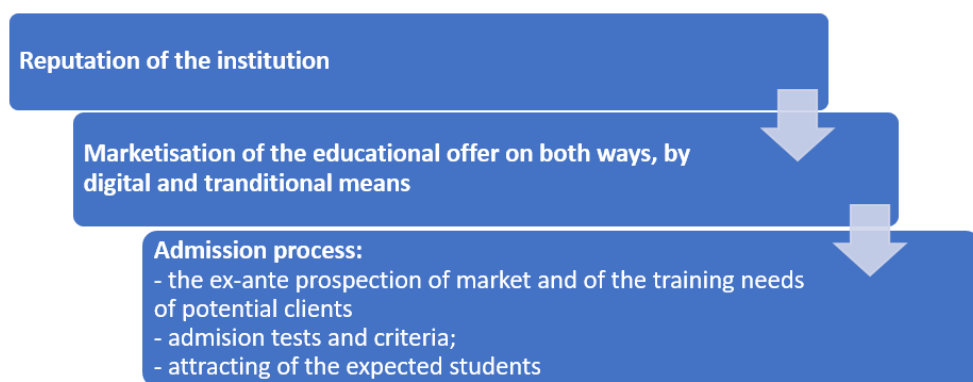 Reputation of the institution
Marketisation of the educational offer on both ways, by
digital and tranditional means
Admission process:
- the ex-ante prospection of market and of the training needs
of potential clients
- admision tests and criteria;
- attracting of the expected students